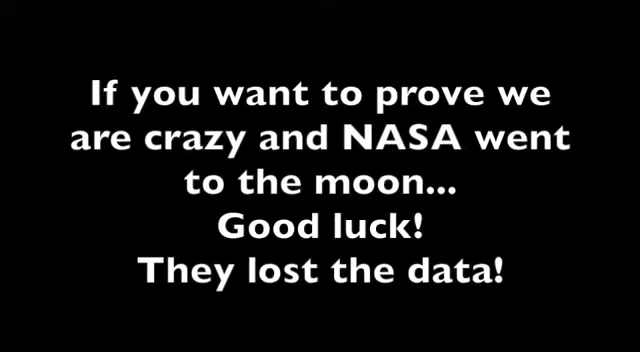 If you want to prove we
are crazy and NASA went
to the moon...
Good luck!
They lost the data!